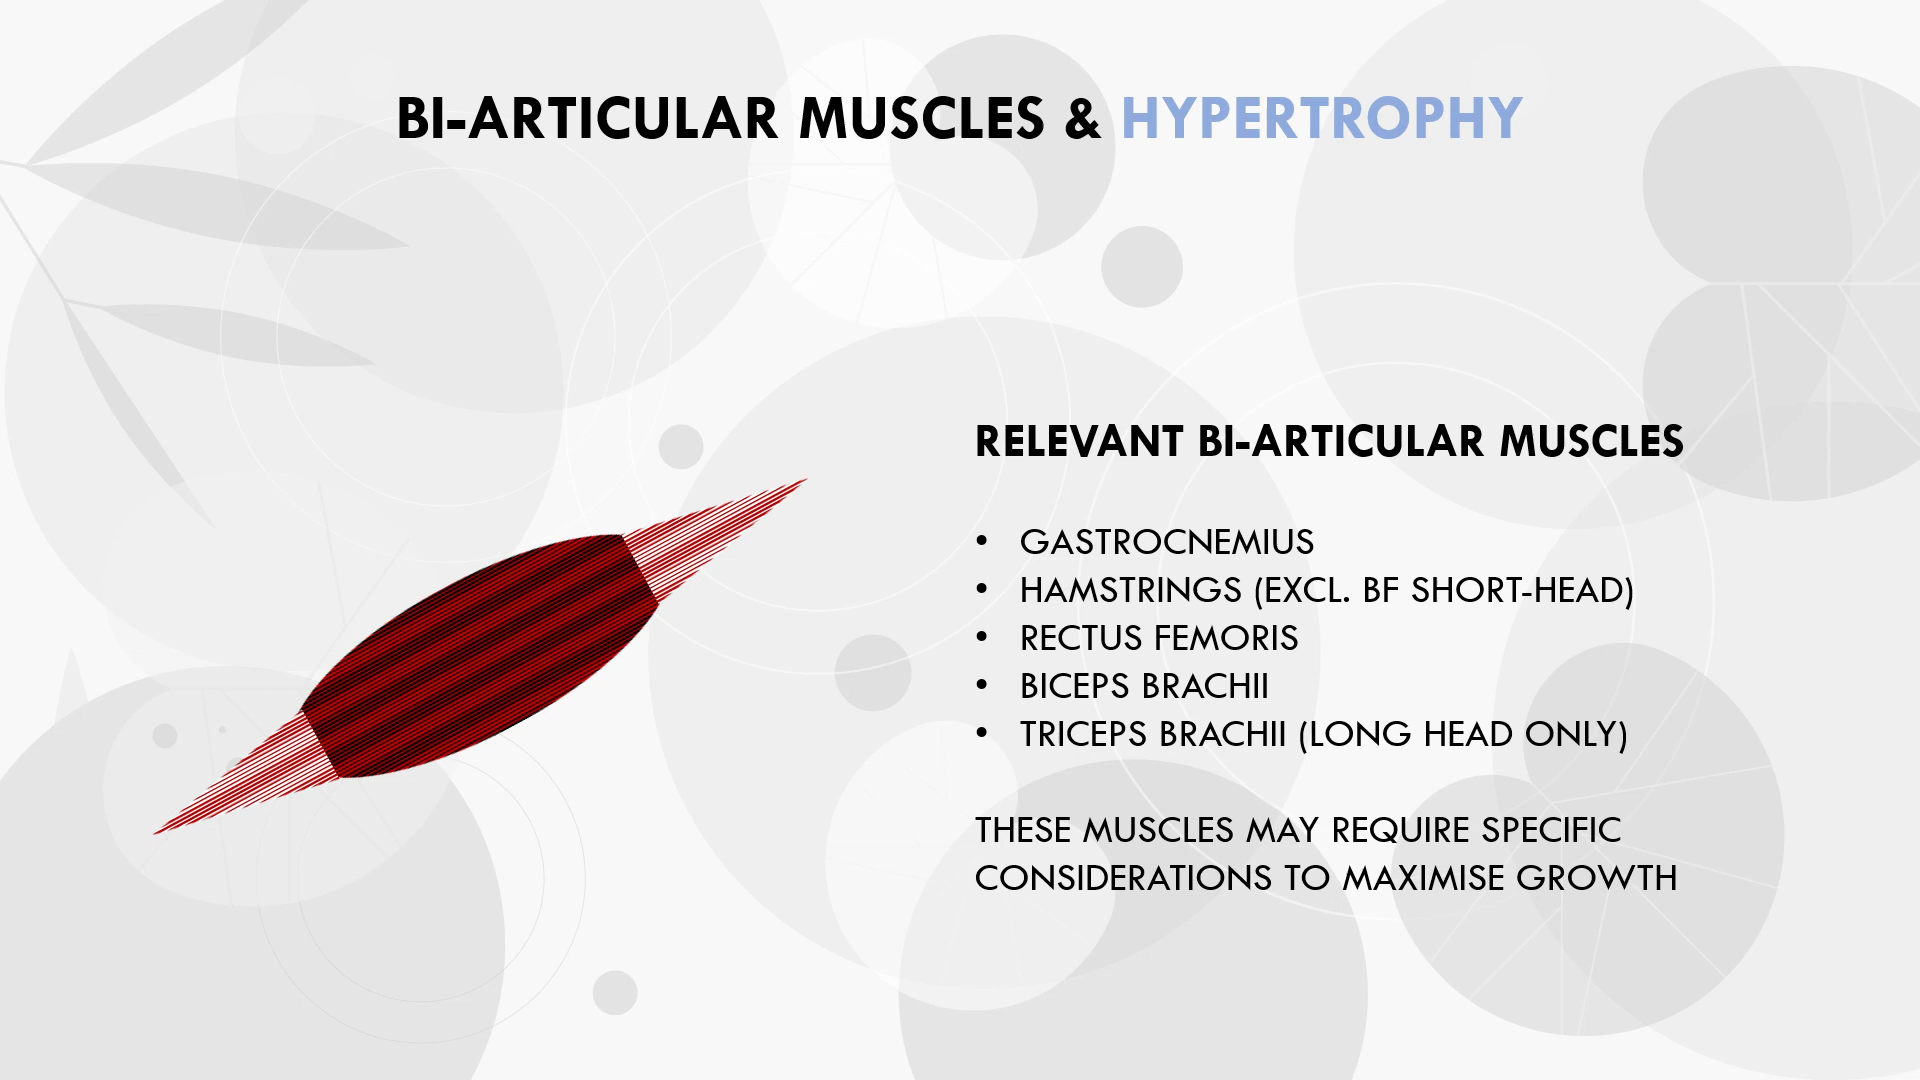 BI-ARTICULAR MUSCLES & HYPERTROPHY
RELEVANT BI-ARTICULAR MUSCLES
• GASTROCNEMIUS
• HAMSTRINGS (EXCL. BF SHORT-HEAD)
• RECTUS FEMORIS
• BICEPS BRACHII
• TRICEPS BRACHII (LONG HEAD ONLY)
THESE MUSCLES MAY REQUIRE SPECIFIC
CONSIDERATIONS TO MAXIMISE GROWTH